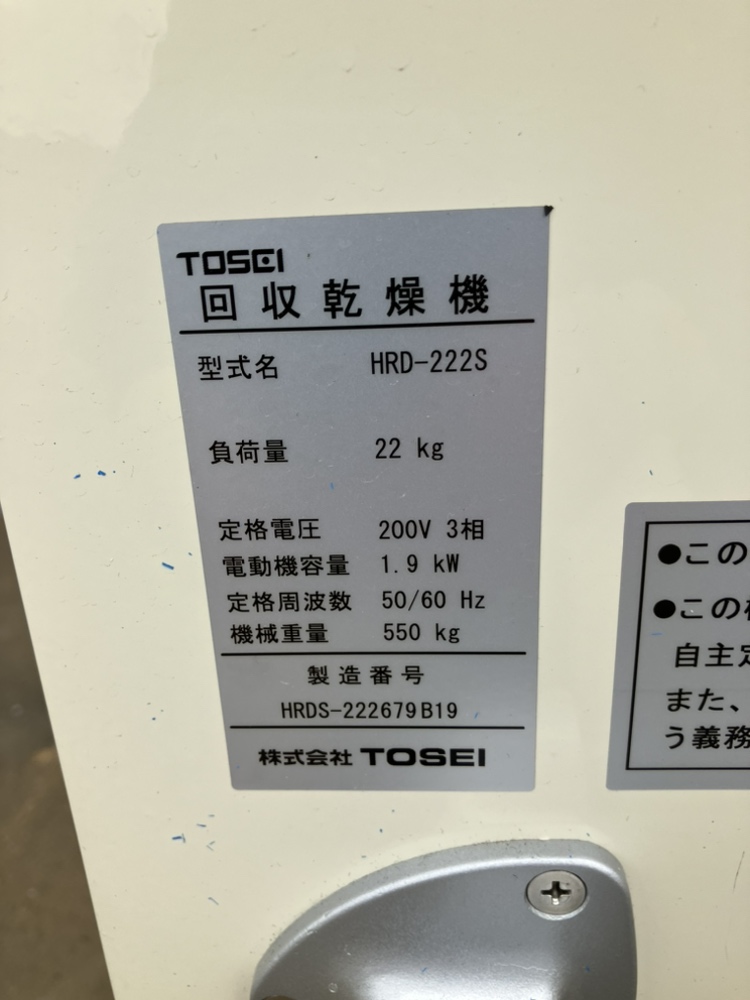 TOSEI
回収乾燥機
型式名 HRD-222S
負荷量 22 kg
定格電圧 200V 3相
電動機容量 1.9 kW
定格周波数 50/60 Hz
機械重量 550 kg
製造番号
HRDS-222679B19
株式会社 TOSEI
●この
●この
自主
また、
う義務